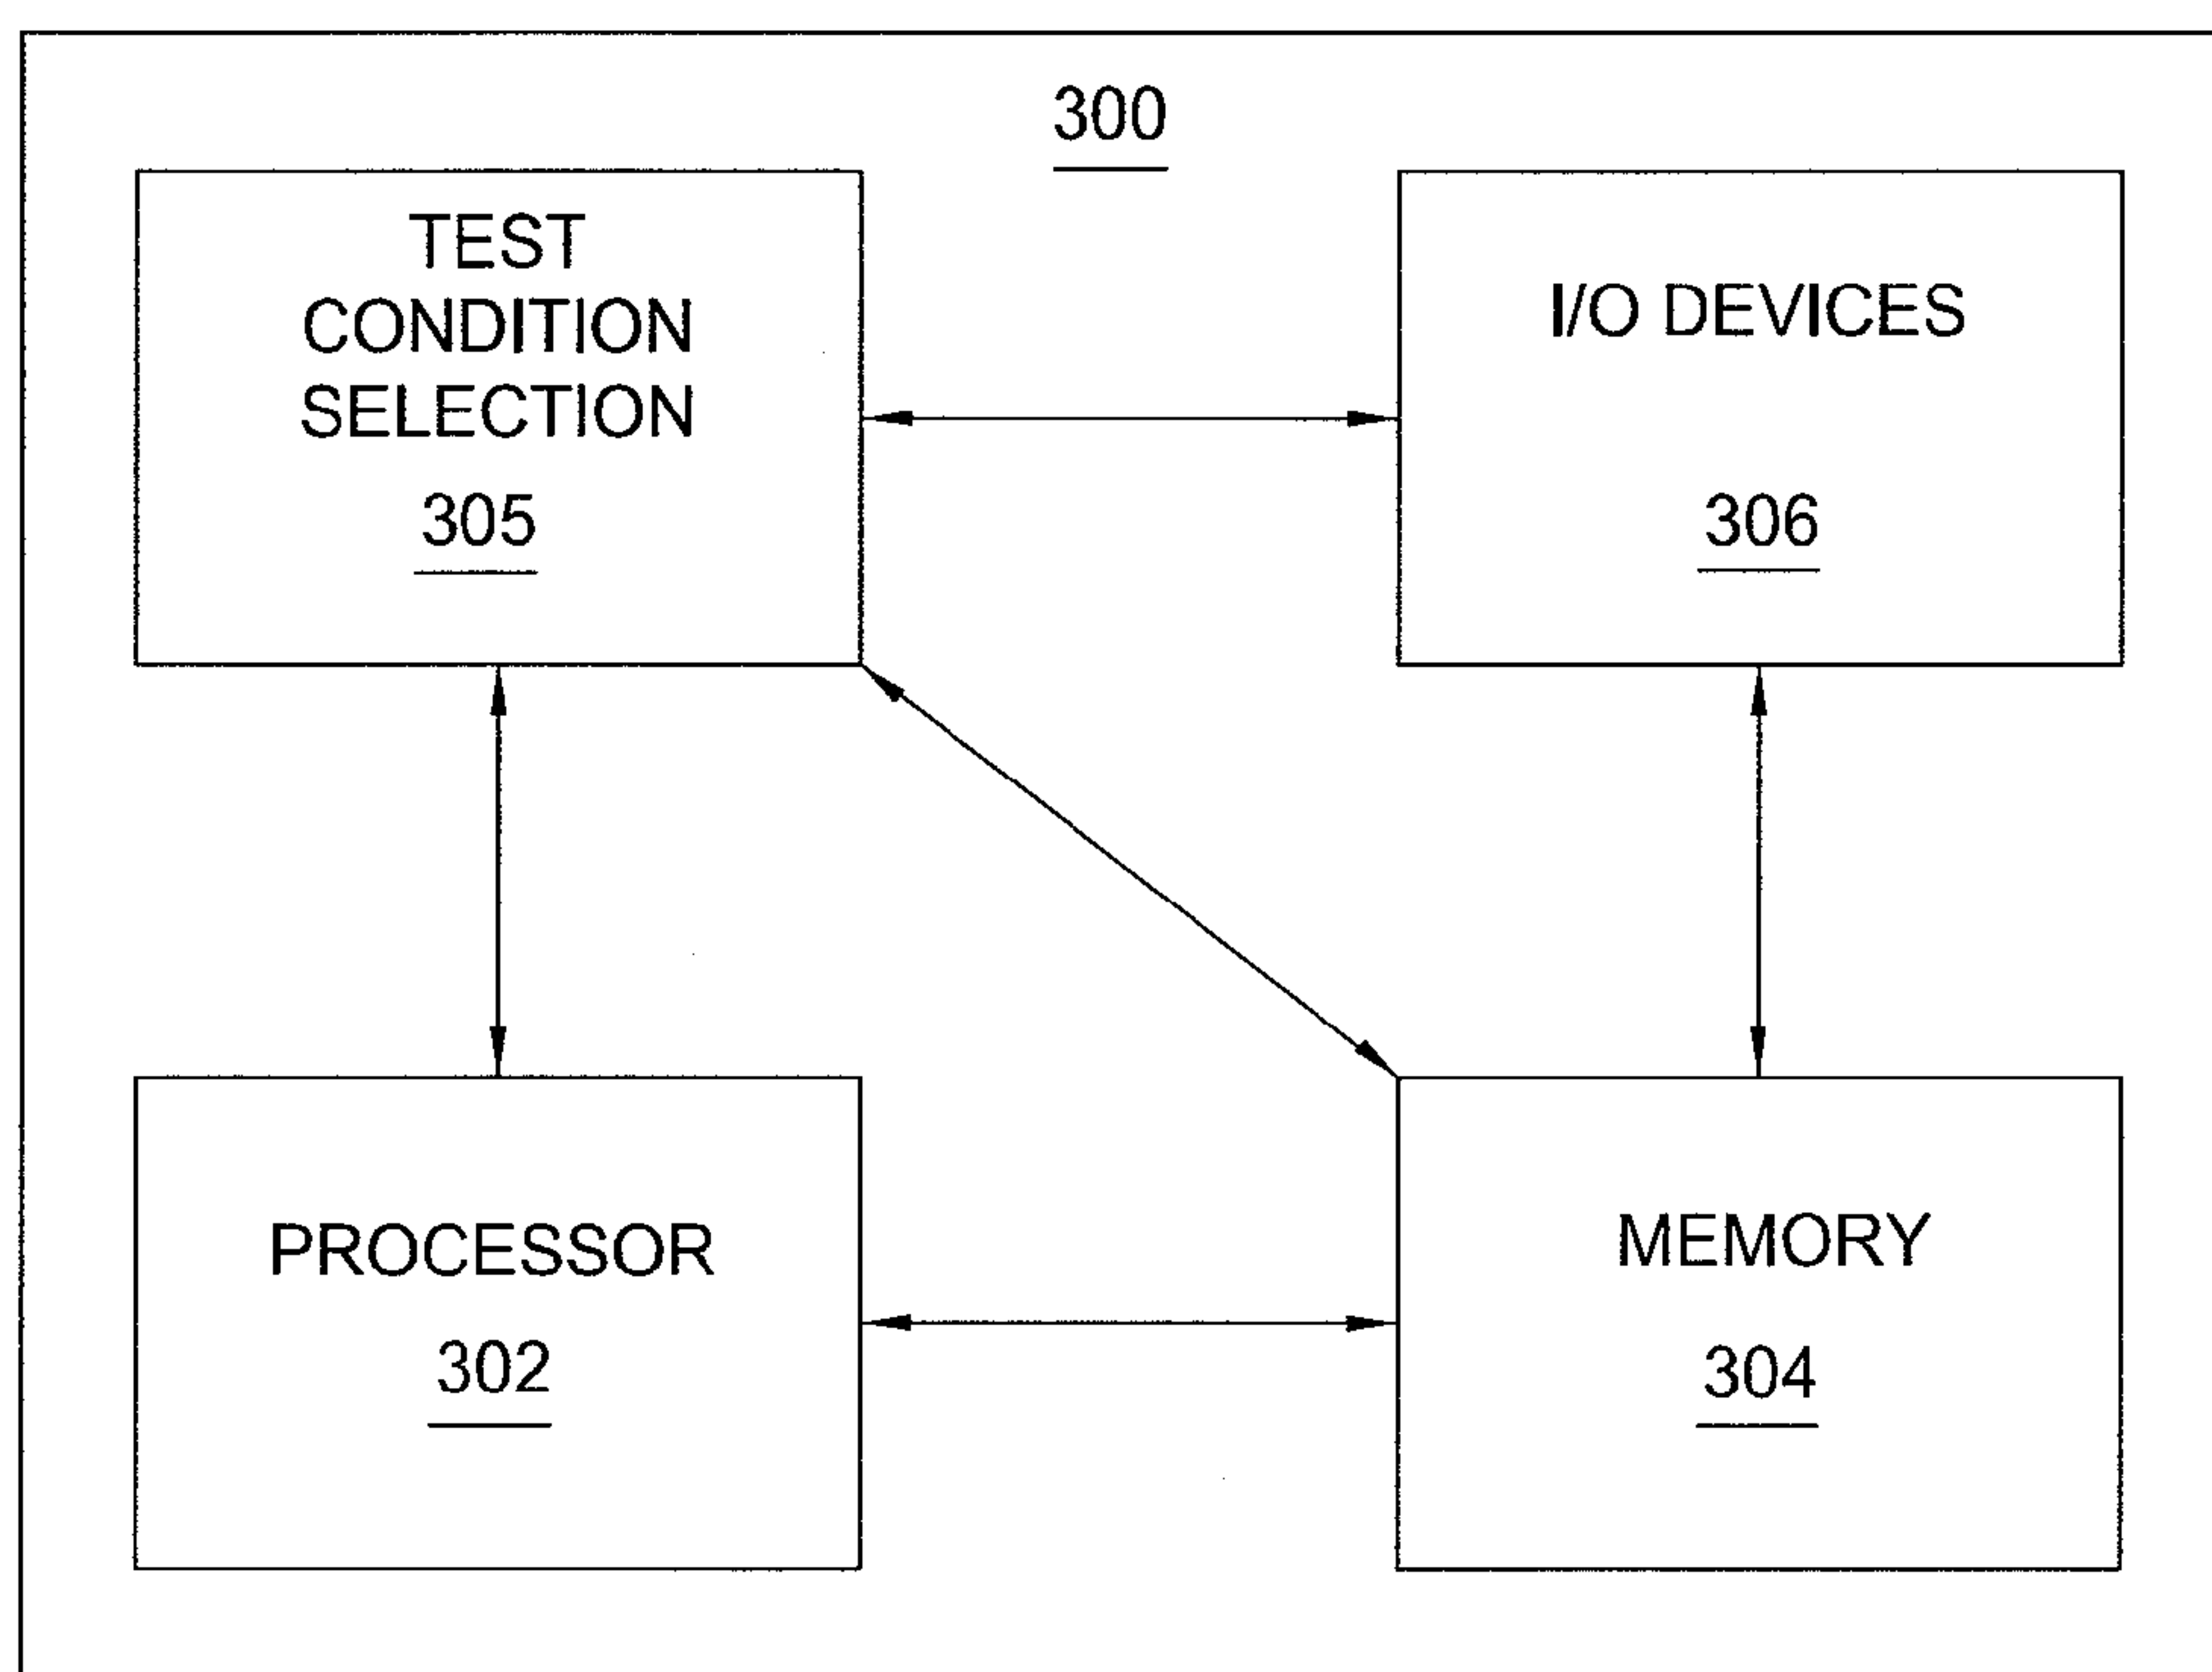 300
TEST
CONDITION
SELECTION
305
I/O DEVICES
306
PROCESSOR
302
MEMORY
304